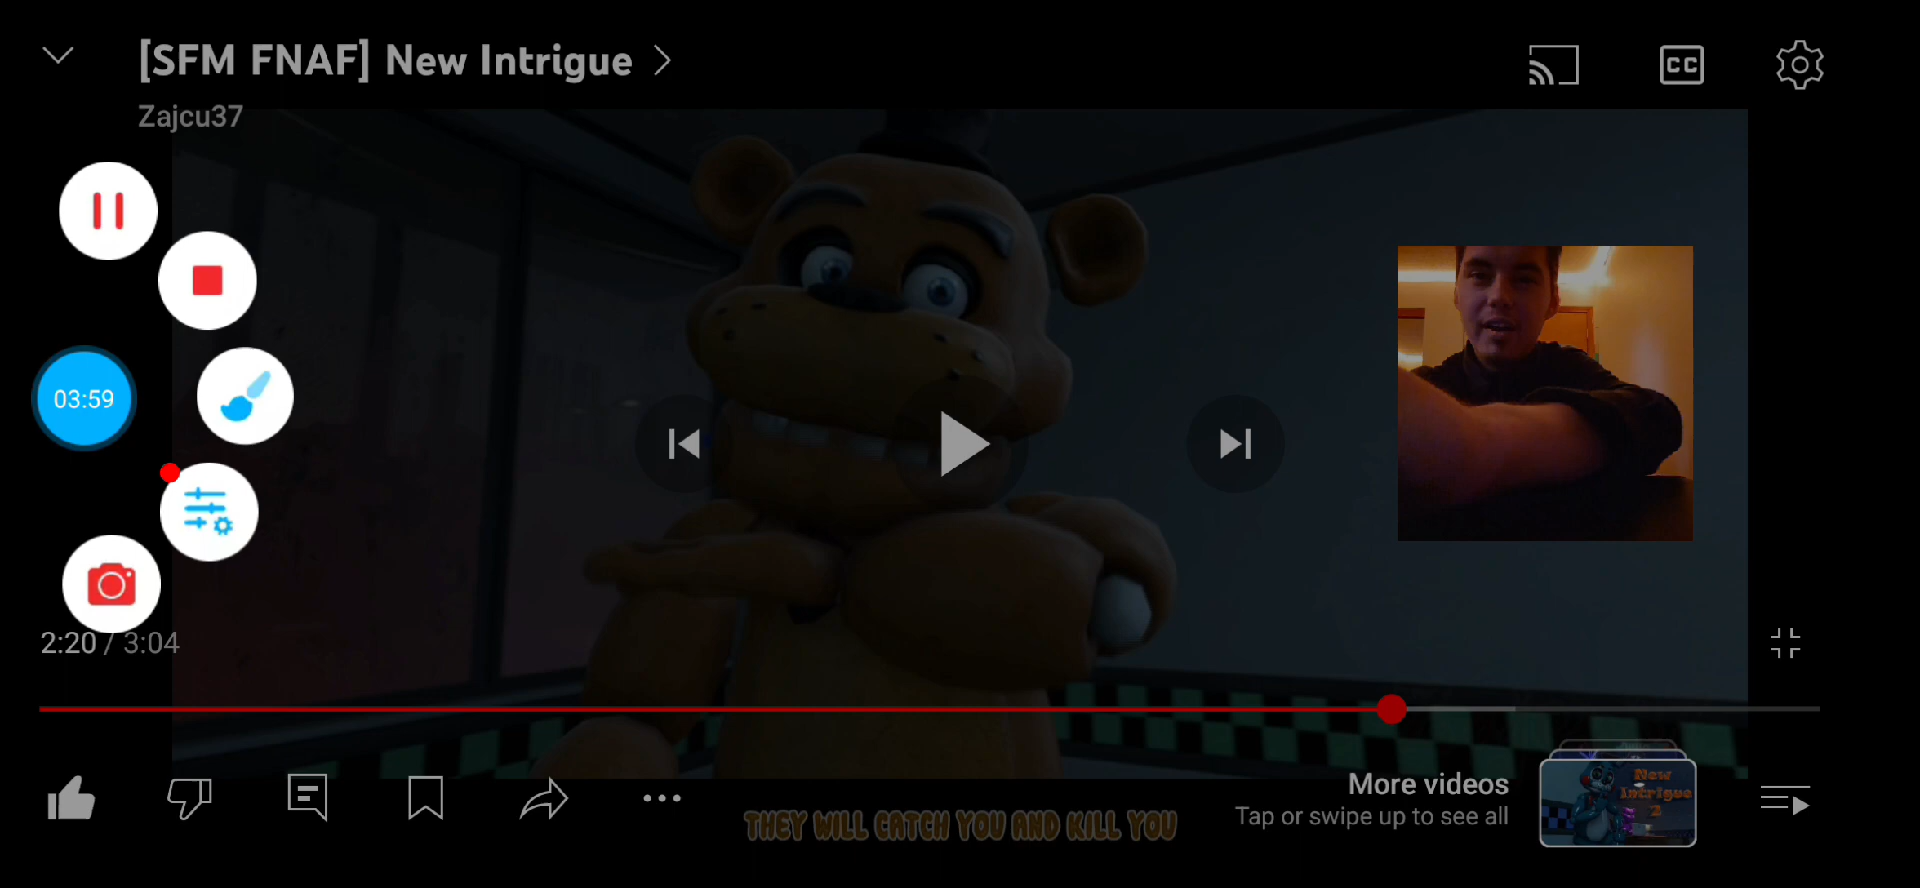 [SFM FNAF] New Intrigue
Zajcu37
CC
03:59
2:20 / 3:04
More videos
Tap or swipe up to see all
New
Intrigue
2
THEY WILL CATCH YOU AND KILL YOU